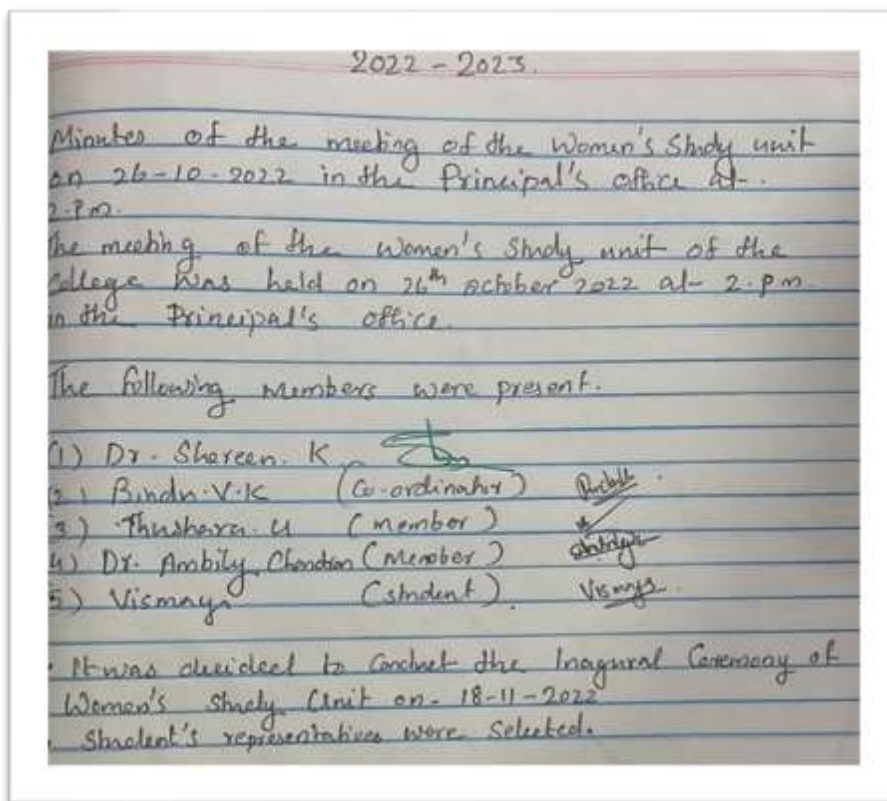 2022 - 2023.
Minutes of the meeting of the Women's Study unit
on 26-10-2022 in the Principal's office at
2.p.m.
The meeting of the Women's Study unit of the
College was held on 26th october 2022 at 2.p.m.
in the Principal's office.
The following members were present.
(1) Dr. Shareen. K
(2) Bindu.V.K (Co-ordinator)
3) Thushara.U (member)
4) Dr. Ambily Chandran (Member)
5) Vismaya (student) Vismaya
. It was decided to Conduct the Inagural Ceremony of
Women's Study Unit on - 18-11-2022
. Student's representatives were Selected.